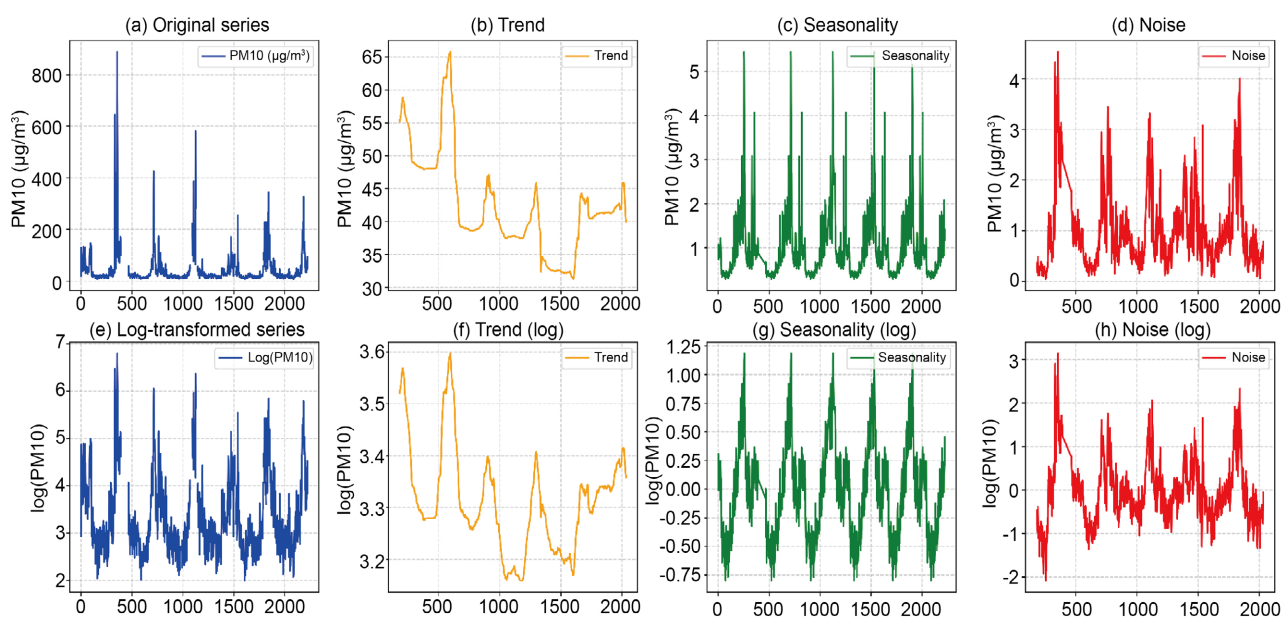 (a) Original series
PM10 (μg/m³)
800
600
400
200
0
0 500 1000 1500 2000
PM10 (μg/m³)
(b) Trend
PM10 (μg/m³)
65
60
55
50
45
40
35
30
500 1000 1500 2000
Trend
(c) Seasonality
PM10 (μg/m³)
5
4
3
2
1
0 500 1000 1500 2000
Seasonality
(d) Noise
PM10 (μg/m³)
4
3
2
1
0
500 1000 1500 2000
Noise
(e) Log-transformed series
log(PM10)
7
6
5
4
3
2
0 500 1000 1500 2000
Log(PM10)
(f) Trend (log)
log(PM10)
3.6
3.5
3.4
3.3
3.2
500 1000 1500 2000
Trend
(g) Seasonality (log)
log(PM10)
1.25
1.00
0.75
0.50
0.25
0.00
-0.25
-0.50
-0.75
0 500 1000 1500 2000
Seasonality
(h) Noise (log)
log(PM10)
3
2
1
0
-1
-2
500 1000 1500 2000
Noise